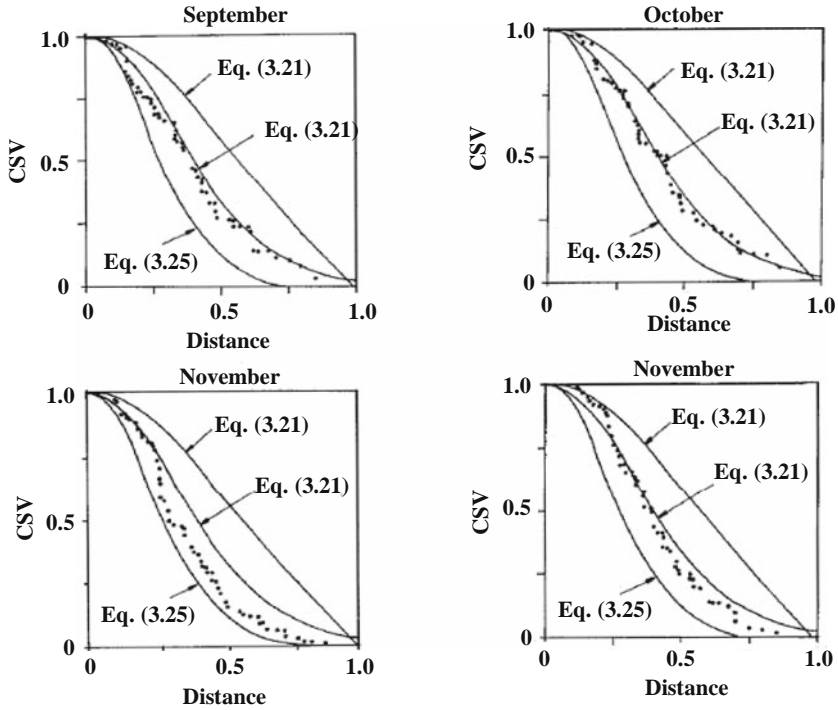 September
1.0
Eq. (3.21)
Eq. (3.21)
0.5
CSV
Eq. (3.25)
0
0 0.5 1.0
Distance
October
1.0
Eq. (3.21)
Eq. (3.21)
0.5
CSV
Eq. (3.25)
0
0 0.5 1.0
Distance
November
1.0
Eq. (3.21)
Eq. (3.21)
0.5
CSV
Eq. (3.25)
0
0 0.5 1.0
Distance
November
1.0
Eq. (3.21)
Eq. (3.21)
0.5
CSV
Eq. (3.25)
0
0 0.5 1.0
Distance